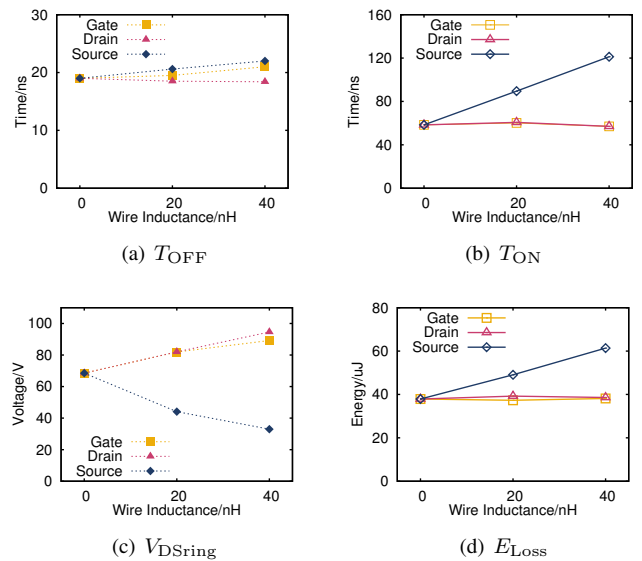 Gate
Drain
Source
Time/ns
30
20
10
0
0 20 40
Wire Inductance/nH
(a) T_OFF
Gate
Drain
Source
Time/ns
160
120
80
40
0
0 20 40
Wire Inductance/nH
(b) T_ON
Voltage/V
100
80
60
40
20
0
Gate
Drain
Source
0 20 40
Wire Inductance/nH
(c) V_DSring
Gate
Drain
Source
Energy/uJ
80
60
40
20
0
0 20 40
Wire Inductance/nH
(d) E_Loss